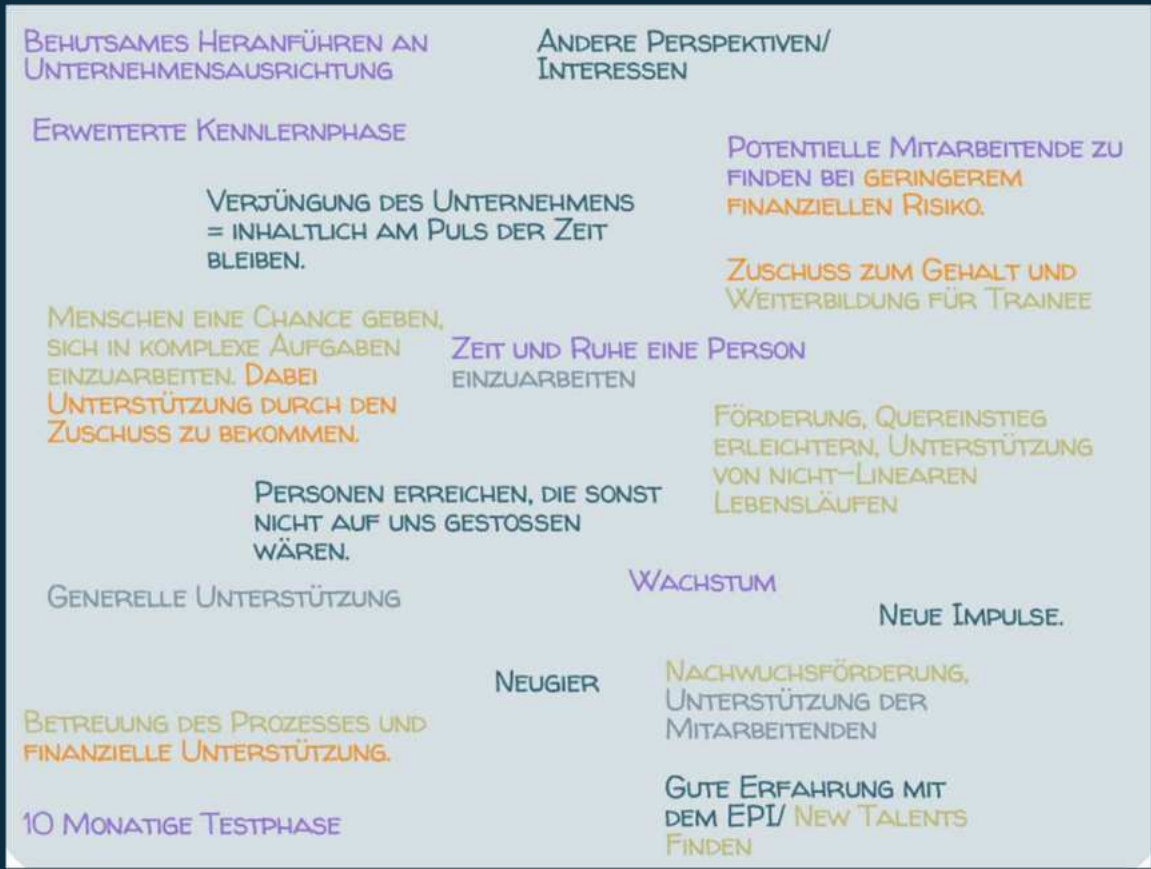 Behutsames Heranführen an
Unternehmensausrichtung
Andere Perspektiven/
Interessen
Erweiterte Kennlernphase
Potentielle Mitarbeitende zu
finden bei geringerem
finanziellen Risiko.
Verjüngung des Unternehmens
= inhaltlich am Puls der Zeit
bleiben.
Zuschuss zum Gehalt und
Weiterbildung für Trainee
Menschen eine Chance geben,
sich in komplexe Aufgaben
einzuarbeiten. Dabei
Unterstützung durch den
Zuschuss zu bekommen.
Zeit und Ruhe eine Person
einzuarbeiten
Förderung, Quereinstieg
erleichtern, Unterstützung
von nicht-linearen
Lebensläufen
Personen erreichen, die sonst
nicht auf uns gestossen
wären.
Generelle Unterstützung
Wachstum
Neue Impulse.
Neugier
Nachwuchsförderung,
Unterstützung der
Mitarbeitenden
Betreuung des Prozesses und
finanzielle Unterstützung.
Gute Erfahrung mit
dem EPI/ New Talents
Finden
10 Monatige Testphase